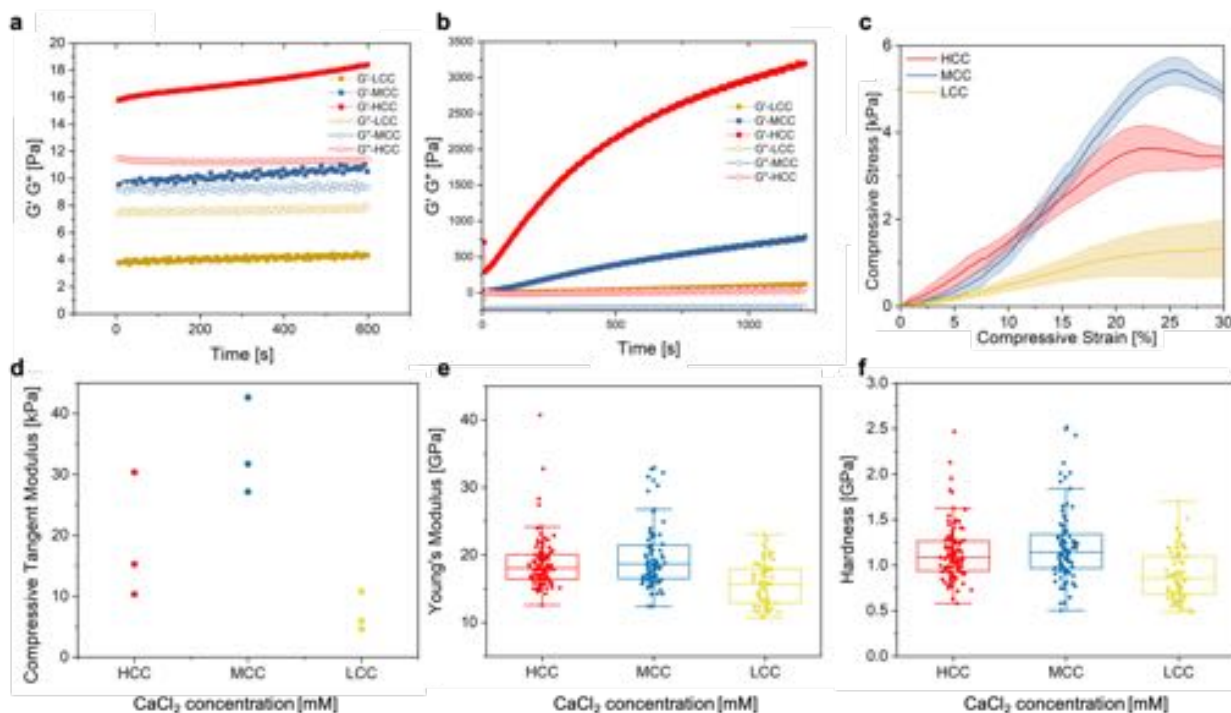 a
20
18
16
14
12
10
8
6
4
2
0
G' G" [Pa]
G'-LCC
G'-MCC
G'-HCC
G"-LCC
G"-MCC
G"-HCC
0
200
400
600
Time [s]
b
3500
3000
2500
2000
1500
1000
500
0
G' G" [Pa]
G'-LCC
G'-MCC
G'-HCC
G"-LCC
G"-MCC
G"-HCC
0
500
1000
Time [s]
c
6
4
2
0
Compressive Stress [kPa]
HCC
MCC
LCC
0
5
10
15
20
25
30
Compressive Strain [%]
d
40
30
20
10
0
Compressive Tangent Modulus [kPa]
HCC
MCC
LCC
CaCl₂ concentration [mM]
e
40
30
20
10
Young's Modulus [GPa]
HCC
MCC
LCC
CaCl₂ concentration [mM]
f
3.0
2.5
2.0
1.5
1.0
0.5
0.0
Hardness [GPa]
HCC
MCC
LCC
CaCl₂ concentration [mM]